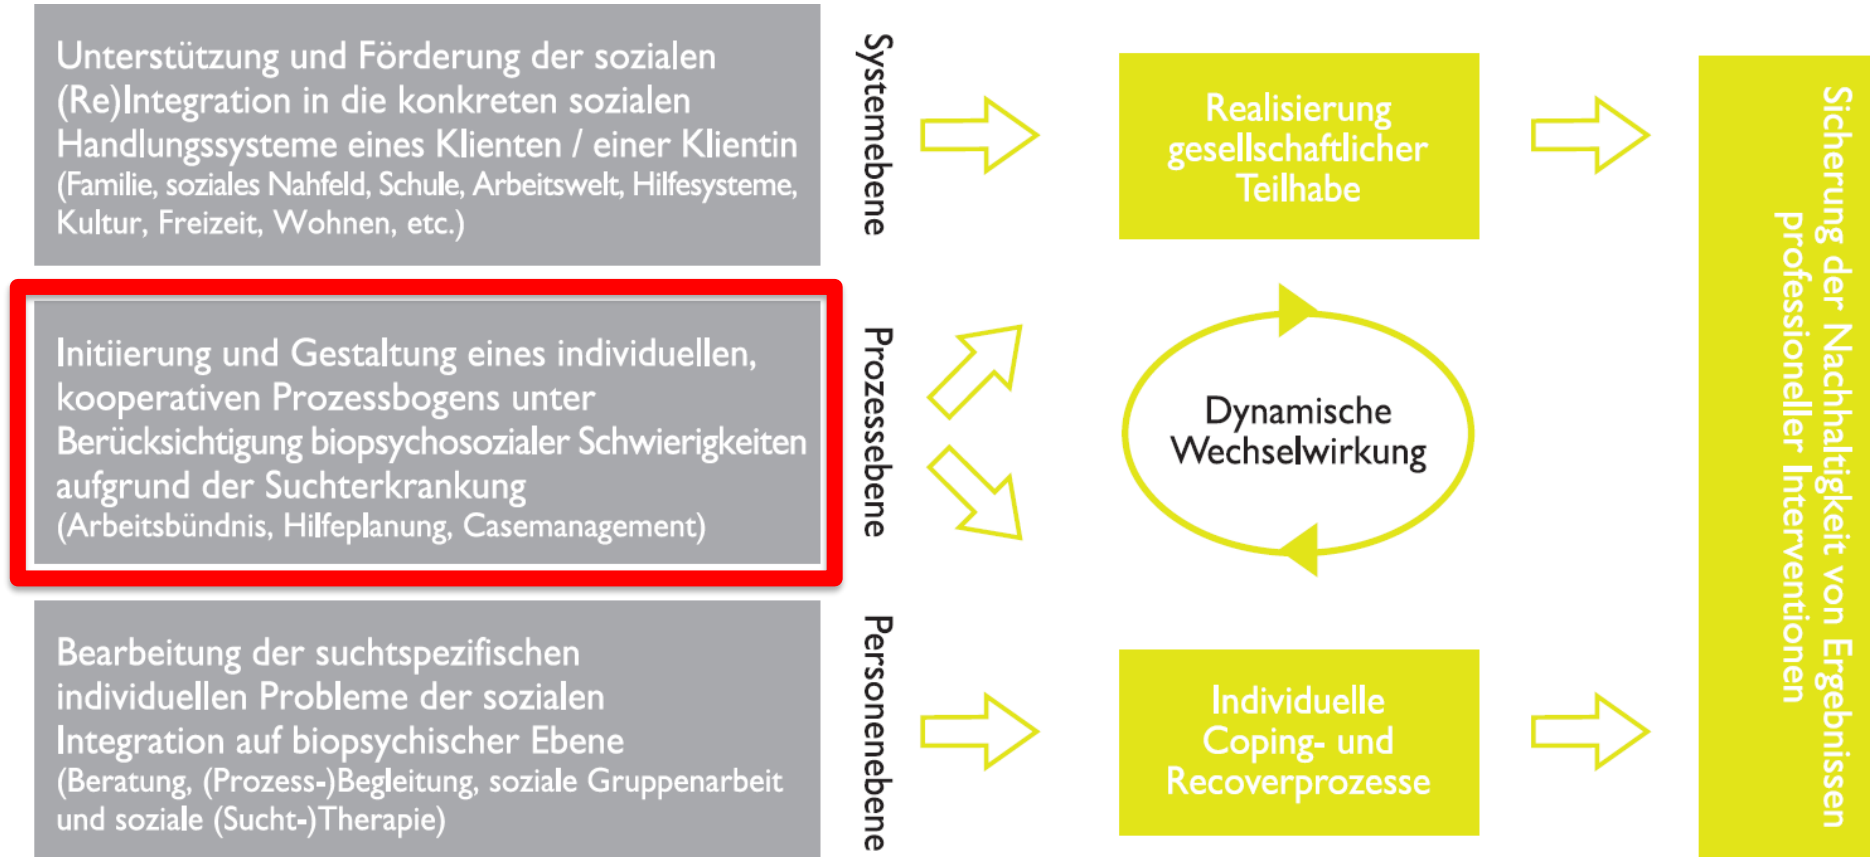 Unterstützung und Förderung der sozialen
(Re)Integration in die konkreten sozialen
Handlungssysteme eines Klienten / einer Klientin
(Familie, soziales Nahfeld, Schule, Arbeitswelt, Hilfesysteme,
Kultur, Freizeit, Wohnen, etc.)
Systemebene
Realisierung
gesellschaftlicher
Teilhabe
Initiierung und Gestaltung eines individuellen,
kooperativen Prozessbogens unter
Berücksichtigung biopsychosozialer Schwierigkeiten
aufgrund der Suchterkrankung
(Arbeitsbündnis, Hilfeplanung, Casemanagement)
Prozessebene
Dynamische
Wechselwirkung
Bearbeitung der suchtspezifischen
individuellen Probleme der sozialen
Integration auf biopsychischer Ebene
(Beratung, (Prozess-)Begleitung, soziale Gruppenarbeit
und soziale (Sucht-)Therapie)
Personenebene
Individuelle
Coping- und
Recoverprozesse
Sicherung der Nachhaltigkeit von Ergebnissen
professioneller Interventionen